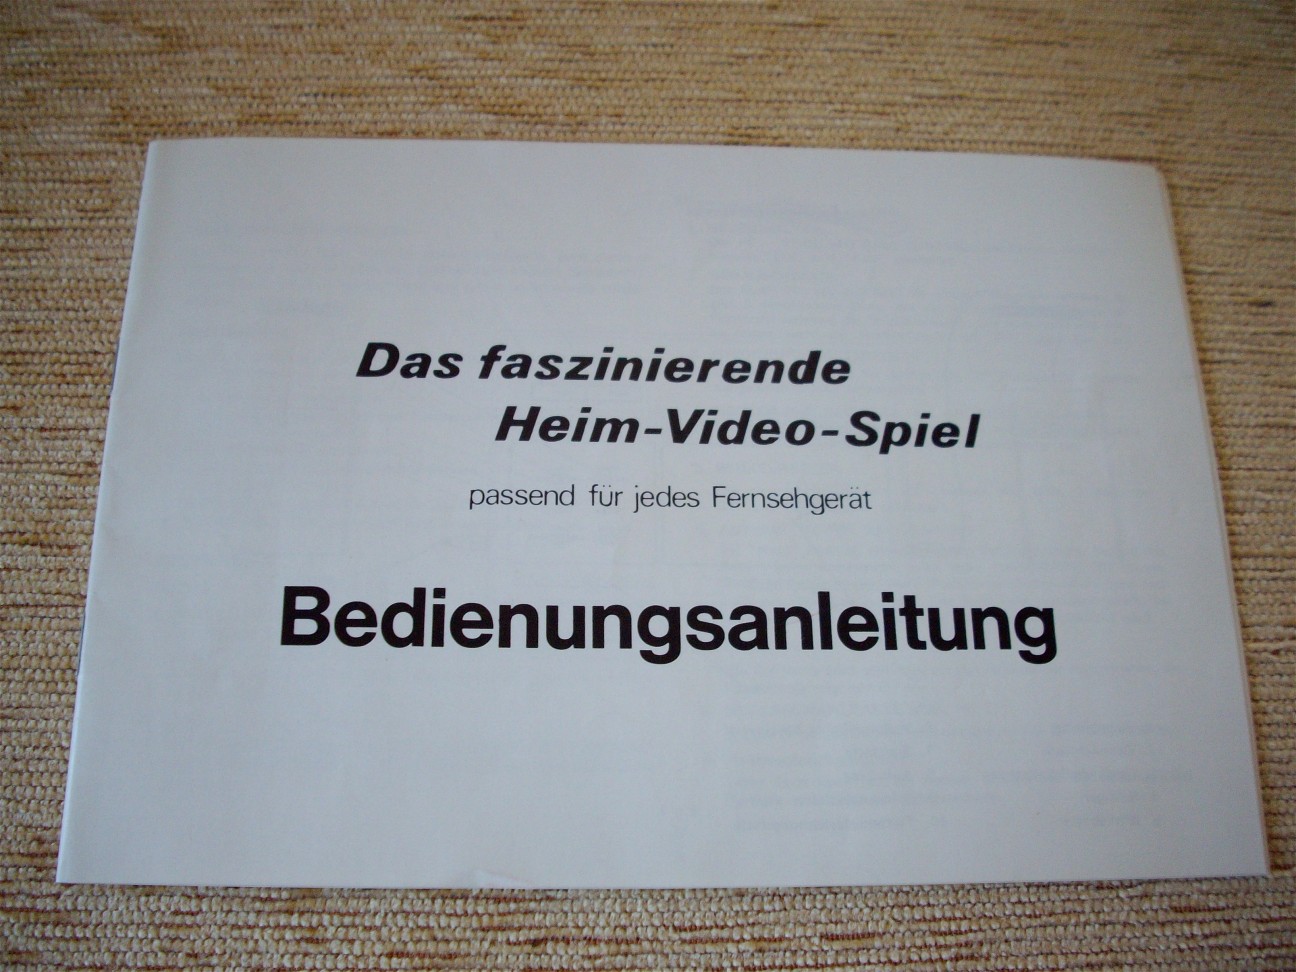 Das faszinierende
Heim-Video-Spiel
passend für jedes Fernsehgerät
Bedienungsanleitung